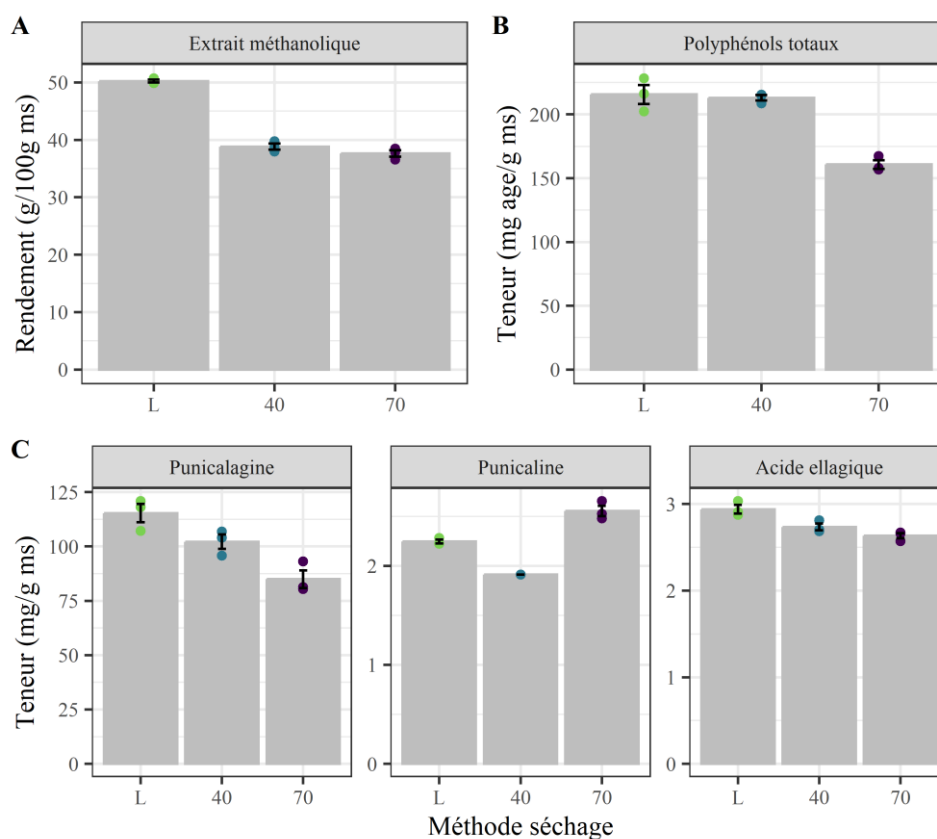 A
Extrait méthanolique
Rendement (g/100g ms)
50
40
30
20
10
0
L 40 70
B
Polyphénols totaux
Teneur (mg age/g ms)
200
150
100
50
0
L 40 70
C
Punicalagine
Teneur (mg/g ms)
125
100
75
50
25
0
L 40 70
Punicaline
2
1
0
L 40 70
Acide ellagique
3
2
1
0
L 40 70
Méthode séchage